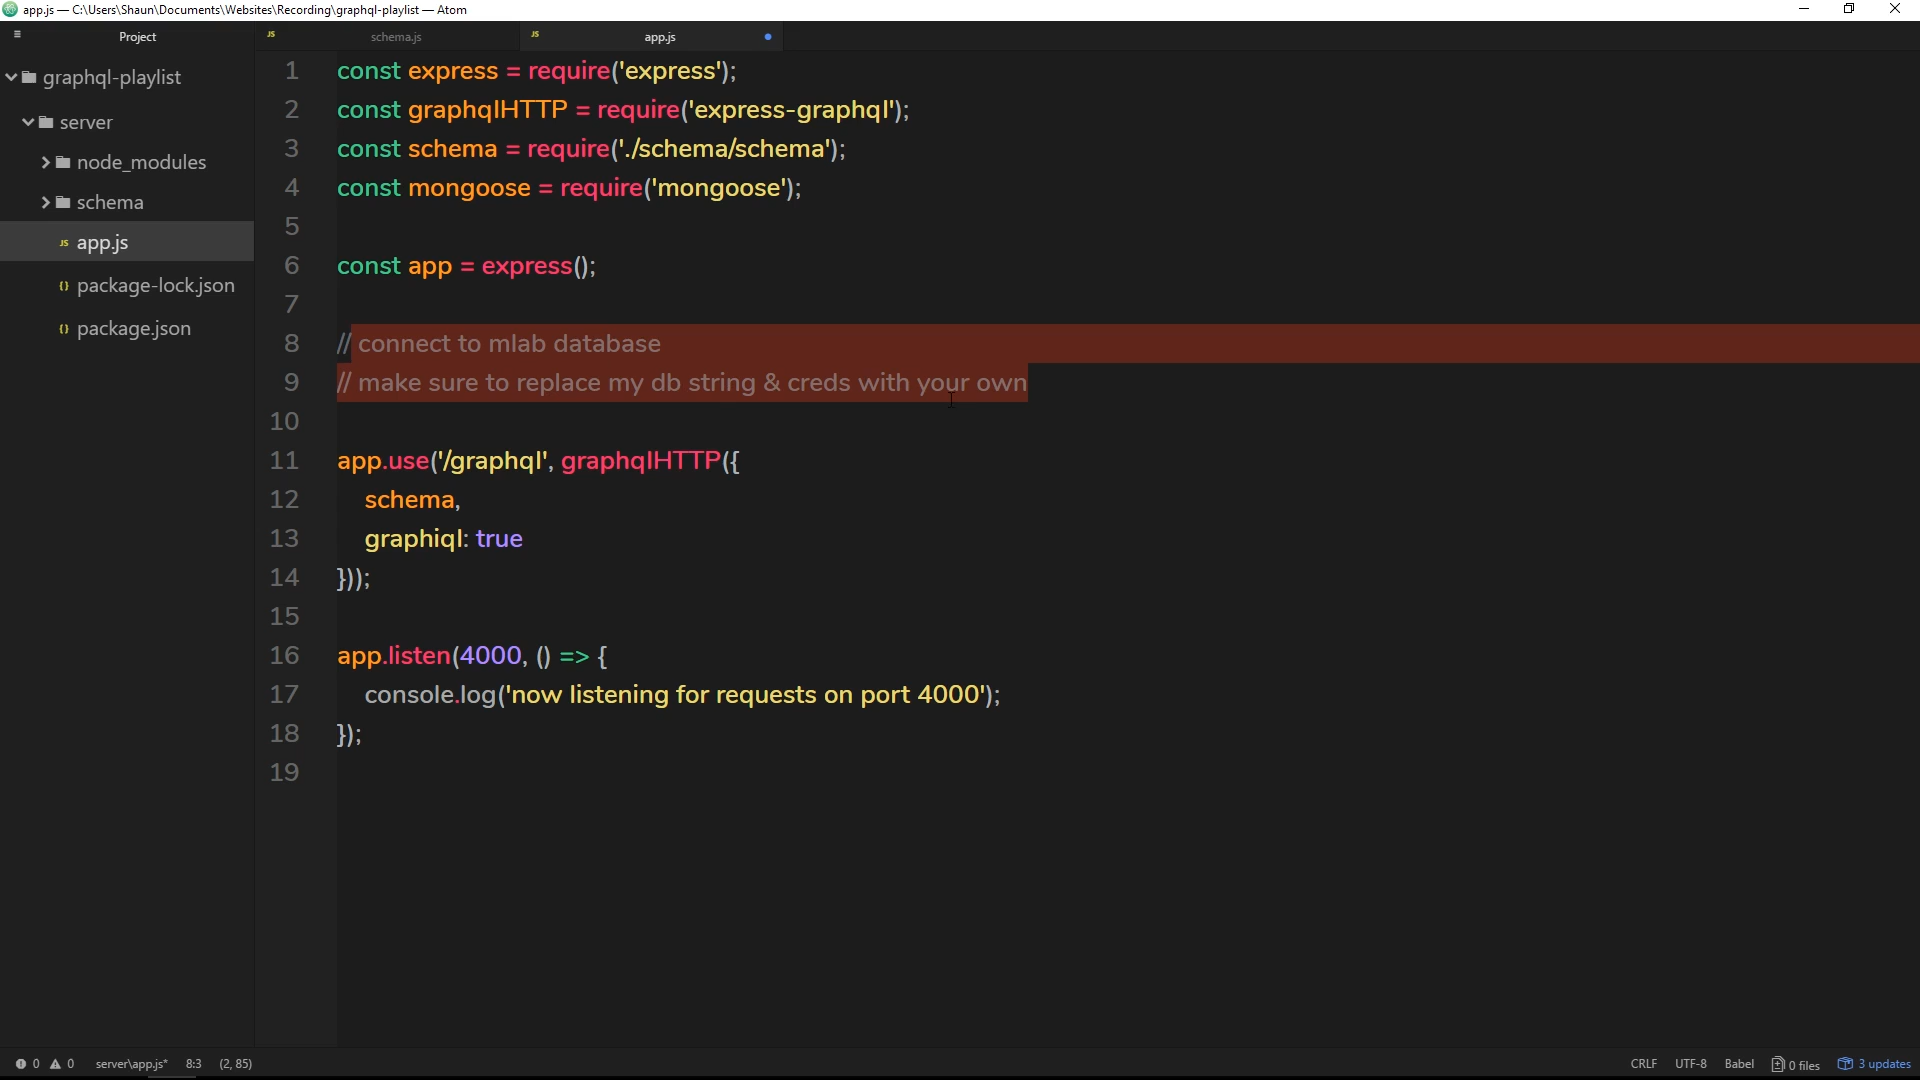 app.js — C:\Users\Shaun\Documents\Websites\Recording\graphql-playlist — Atom
Project
schema.js
app.js
graphql-playlist
server
node_modules
schema
app.js
package-lock.json
package.json
1 const express = require('express');
2 const graphqlHTTP = require('express-graphql');
3 const schema = require('./schema/schema');
4 const mongoose = require('mongoose');
5
6 const app = express();
7
8 // connect to mlab database
9 // make sure to replace my db string & creds with your own
10
11 app.use('/graphql', graphqlHTTP({
12 schema,
13 graphiql: true
14 }));
15
16 app.listen(4000, () => {
17 console.log('now listening for requests on port 4000');
18 });
19
0 0 server\app.js* 8:3 (2, 85)
CRLF UTF-8 Babel 0 files 3 updates